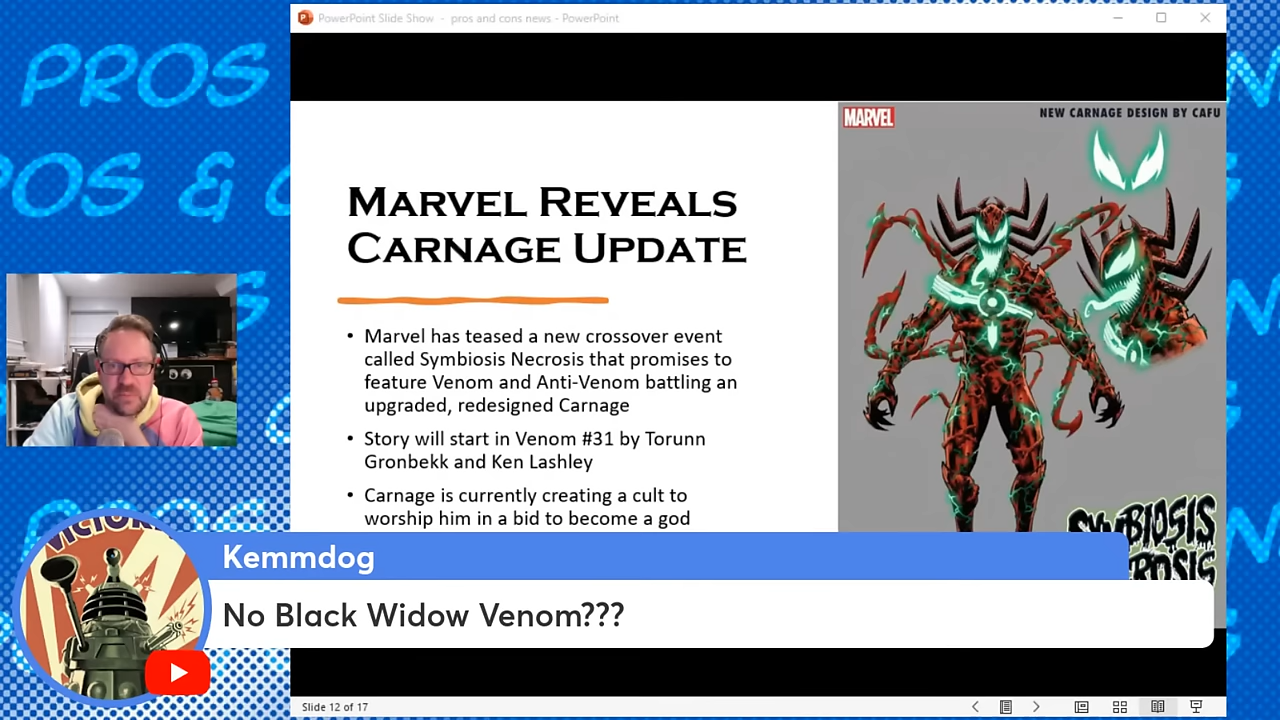 PowerPoint Slide Show - pros and cons news - PowerPoint
PROS
MARVEL
NEW CARNAGE DESIGN BY CAFU
MARVEL REVEALS
CARNAGE UPDATE
• Marvel has teased a new crossover event
called Symbiosis Necrosis that promises to
feature Venom and Anti-Venom battling an
upgraded, redesigned Carnage
• Story will start in Venom #31 by Torunn
Gronbekk and Ken Lashley
• Carnage is currently creating a cult to
worship him in a bid to become a god
SYMBIOSIS
Kemmdog
No Black Widow Venom???
Slide 12 of 17